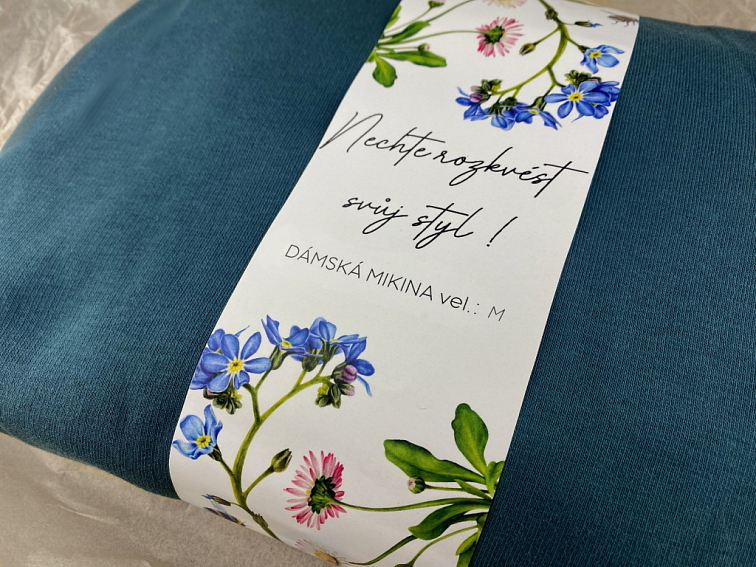 Nechte rozkvést
svůj styl !
DÁMSKÁ MIKINA vel.: M